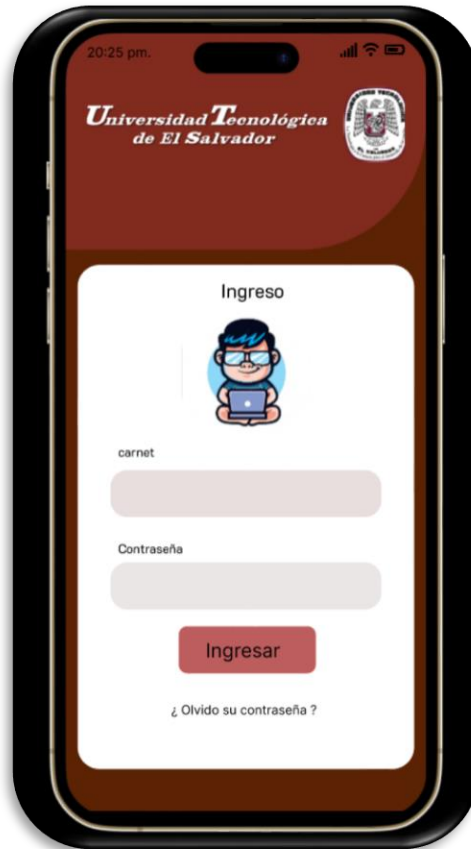 20:25 pm.
Universidad Tecnológica
de El Salvador
Ingreso
carnet
Contraseña
Ingresar
¿ Olvido su contraseña ?